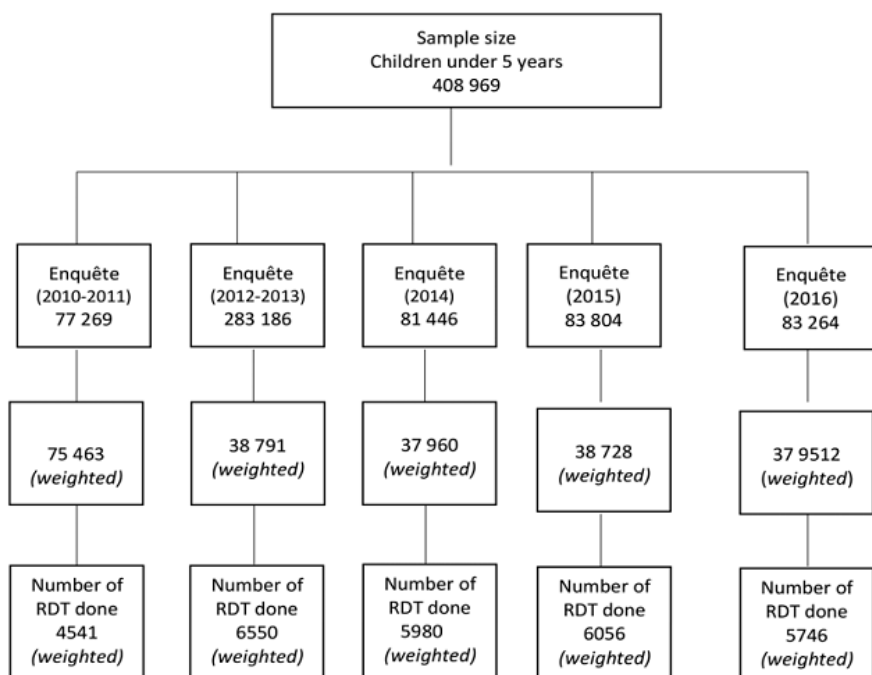 Sample size
Children under 5 years
408 969
Enquête
(2010-2011)
77 269
Enquête
(2012-2013)
283 186
Enquête
(2014)
81 446
Enquête
(2015)
83 804
Enquête
(2016)
83 264
75 463
(weighted)
38 791
(weighted)
37 960
(weighted)
38 728
(weighted)
37 9512
(weighted)
Number of
RDT done
4541
(weighted)
Number of
RDT done
6550
(weighted)
Number of
RDT done
5980
(weighted)
Number of
RDT done
6056
(weighted)
Number of
RDT done
5746
(weighted)